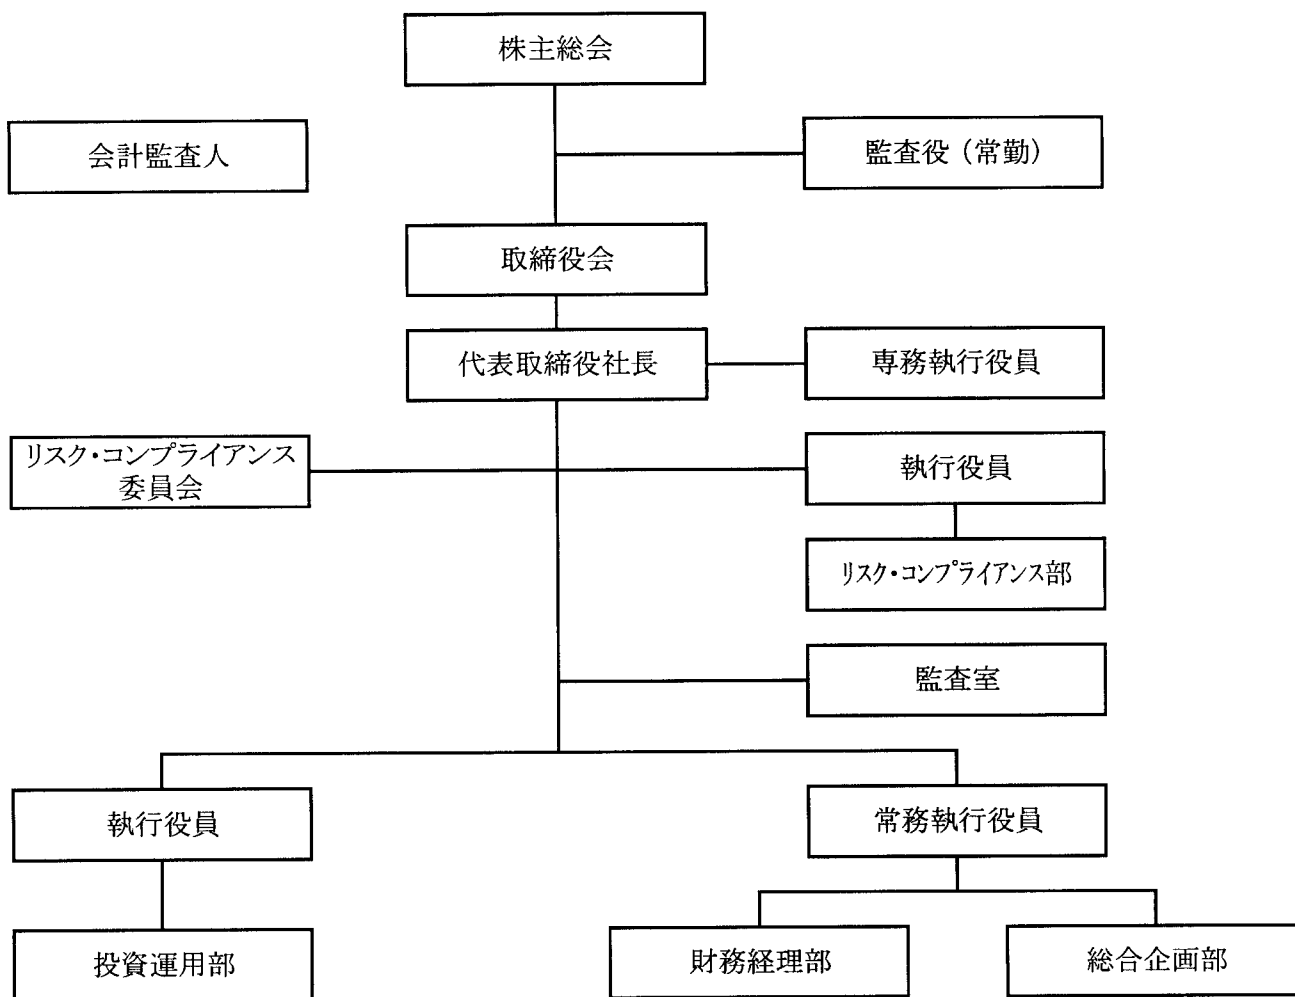 株主総会
会計監査人
監査役（常勤）
取締役会
代表取締役社長
専務執行役員
リスク・コンプライアンス
委員会
執行役員
リスク・コンプライアンス部
監査室
執行役員
常務執行役員
投資運用部
財務経理部
総合企画部